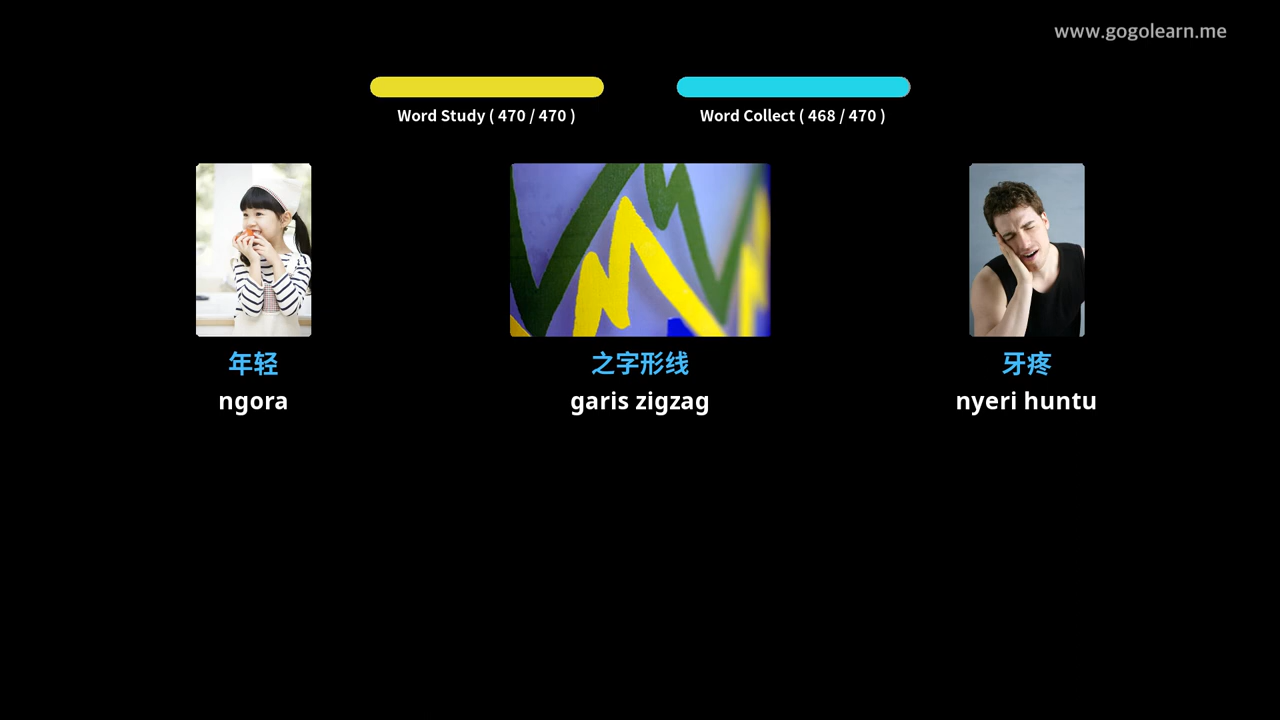 www.gogolearn.me
Word Study ( 470 / 470 )
Word Collect ( 468 / 470 )
年轻
ngora
之字形线
garis zigzag
牙疼
nyeri huntu